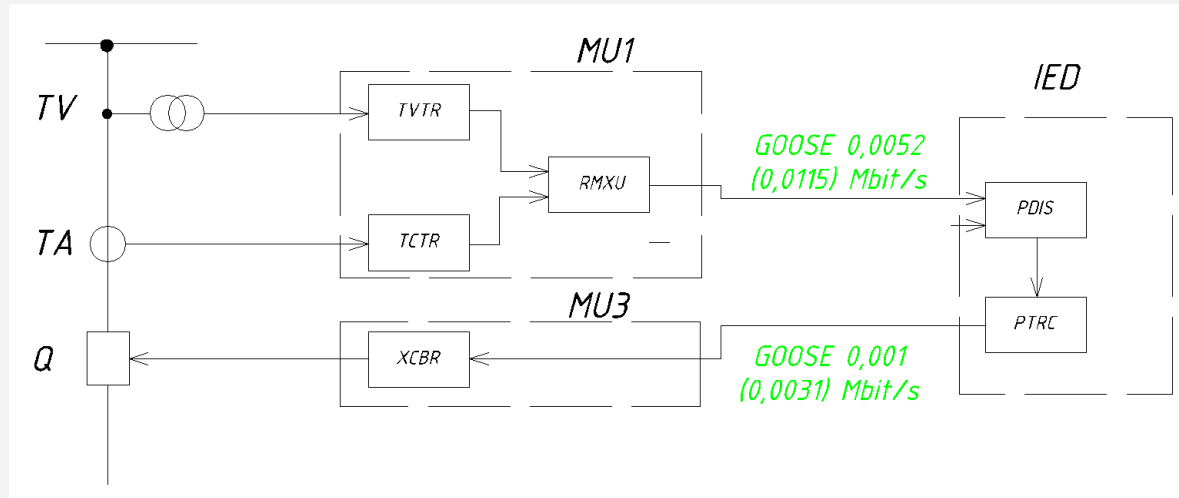 MU1
IED
TV
TVTR
GOOSE 0,0052
(0,0115) Mbit/s
RMXU
PDIS
TA
TCTR
MU3
PTRC
Q
XCBR
GOOSE 0,001
(0,0031) Mbit/s